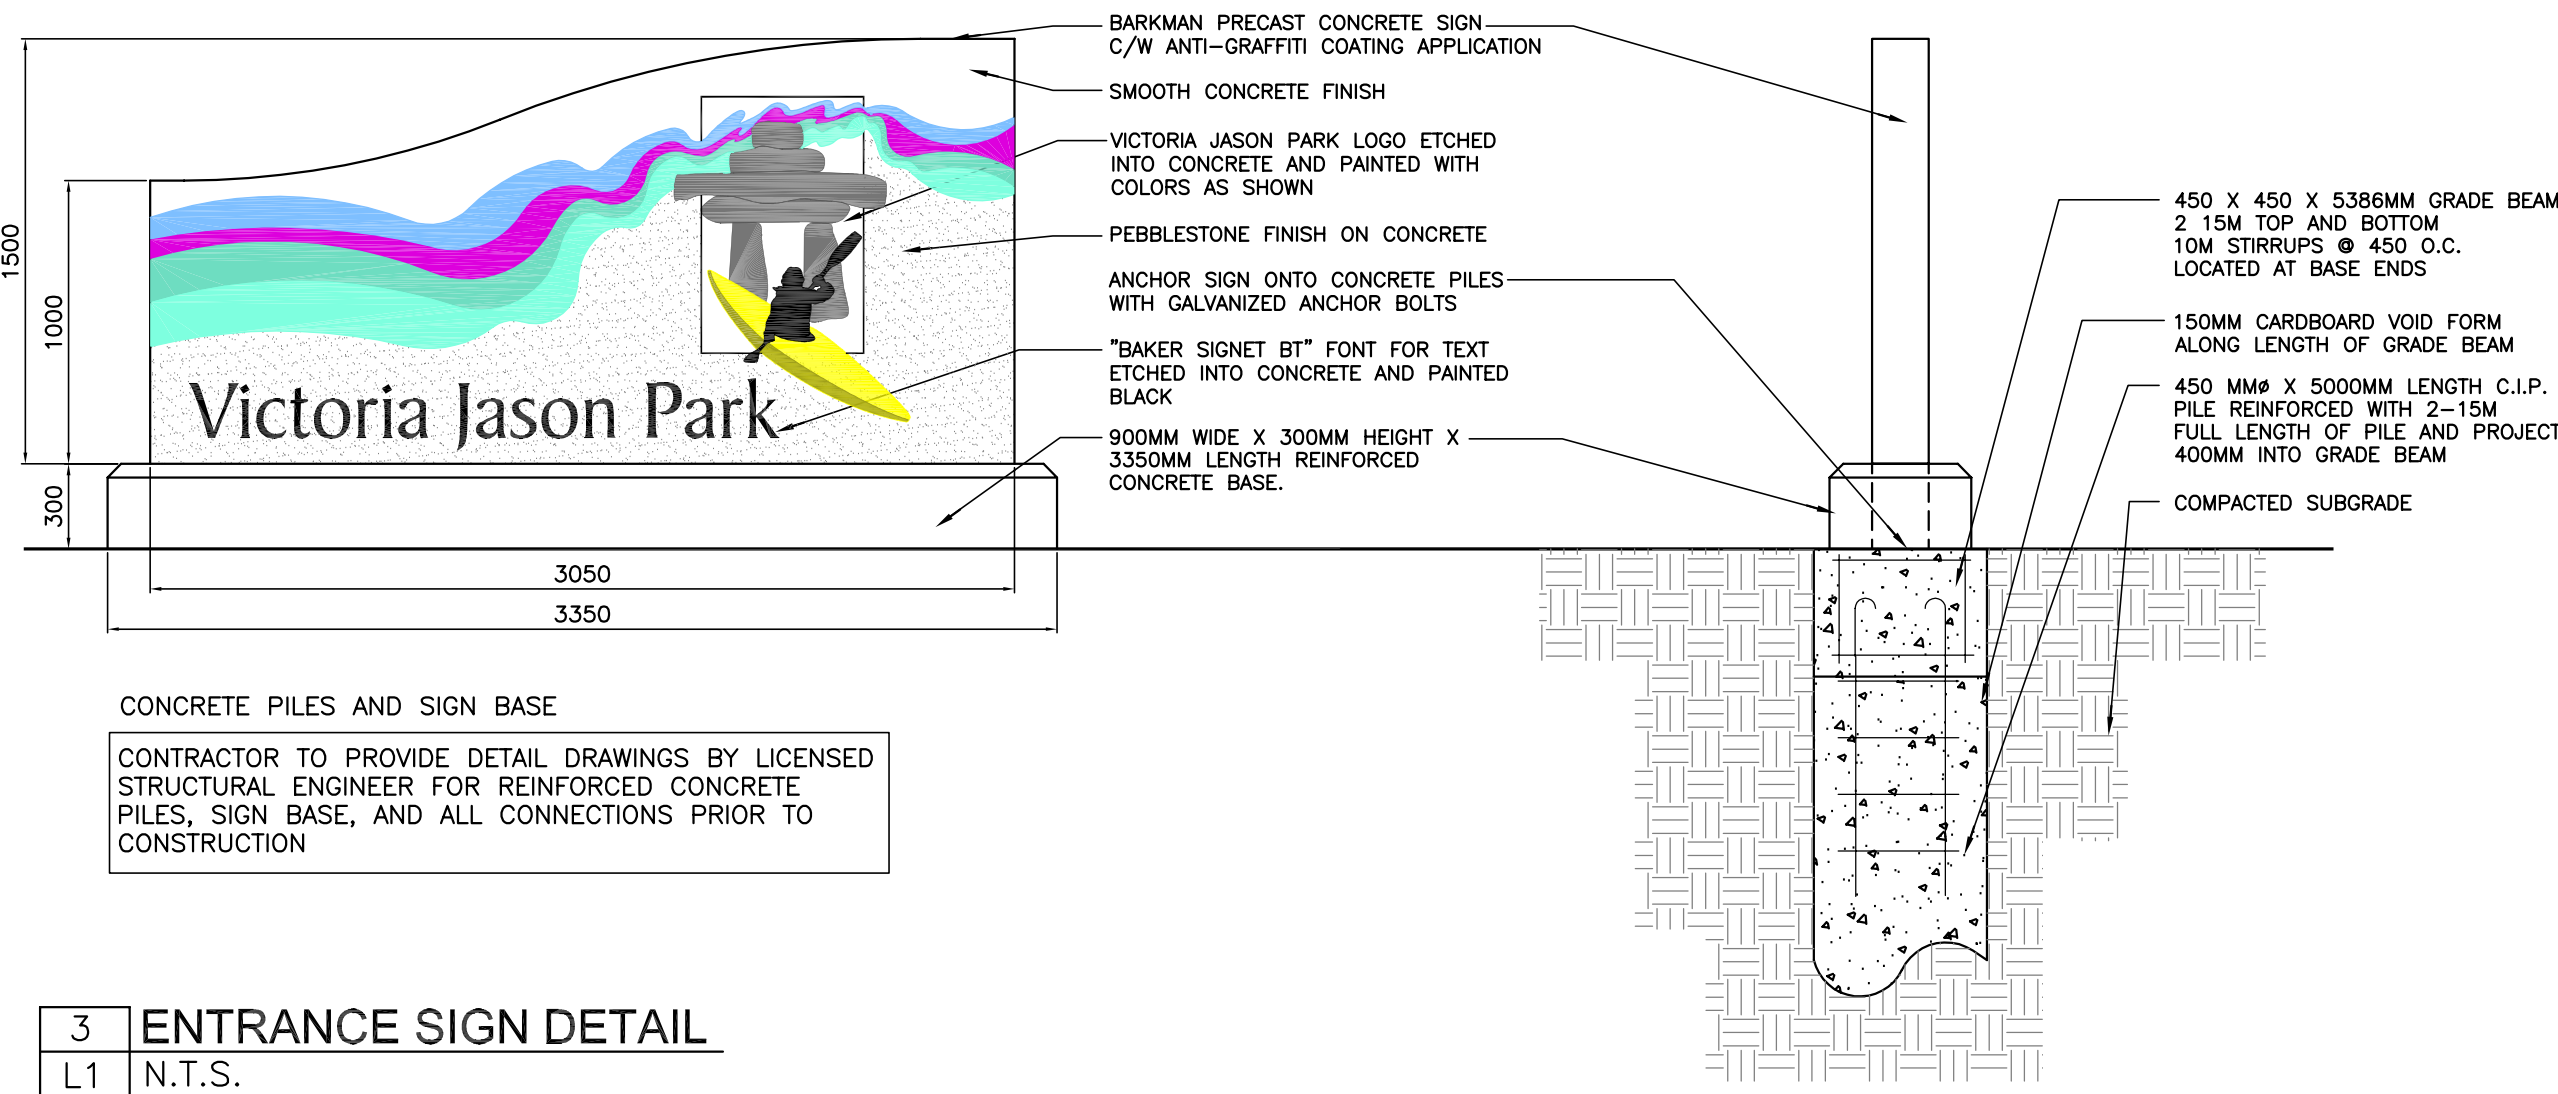 BARKMAN PRECAST CONCRETE SIGN
C/W ANTI-GRAFFITI COATING APPLICATION
SMOOTH CONCRETE FINISH
VICTORIA JASON PARK LOGO ETCHED
INTO CONCRETE AND PAINTED WITH
COLORS AS SHOWN
PEBBLESTONE FINISH ON CONCRETE
ANCHOR SIGN ONTO CONCRETE PILES
WITH GALVANIZED ANCHOR BOLTS
"BAKER SIGNET BT" FONT FOR TEXT
ETCHED INTO CONCRETE AND PAINTED
BLACK
900MM WIDE X 300MM HEIGHT X
3350MM LENGTH REINFORCED
CONCRETE BASE.
450 X 450 X 5386MM GRADE BEAM
2 15M TOP AND BOTTOM
10M STIRRUPS @ 450 O.C.
LOCATED AT BASE ENDS
150MM CARDBOARD VOID FORM
ALONG LENGTH OF GRADE BEAM
450 MMø X 5000MM LENGTH C.I.P.
PILE REINFORCED WITH 2-15M
FULL LENGTH OF PILE AND PROJECT
400MM INTO GRADE BEAM
COMPACTED SUBGRADE
1500
1000
300
Victoria Jason Park
3050
3350
CONCRETE PILES AND SIGN BASE
CONTRACTOR TO PROVIDE DETAIL DRAWINGS BY LICENSED
STRUCTURAL ENGINEER FOR REINFORCED CONCRETE
PILES, SIGN BASE, AND ALL CONNECTIONS PRIOR TO
CONSTRUCTION
3 ENTRANCE SIGN DETAIL
L1 N.T.S.